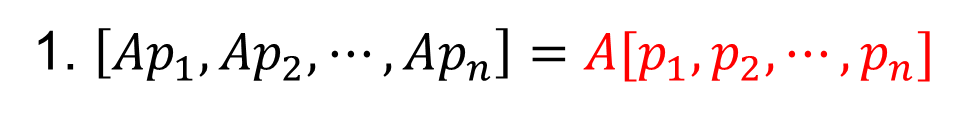 1. [Ap₁, Ap₂, ⋯, Apₙ] = A[p₁, p₂, ⋯, pₙ]